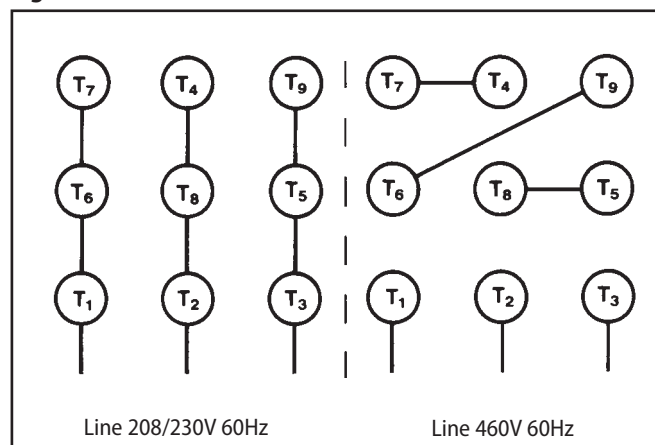 T₇ T₄ T₉ T₇ T₄ T₉
T₆ T₈ T₅ T₆ T₈ T₅
T₁ T₂ T₃ T₁ T₂ T₃
Line 208/230V 60Hz Line 460V 60Hz